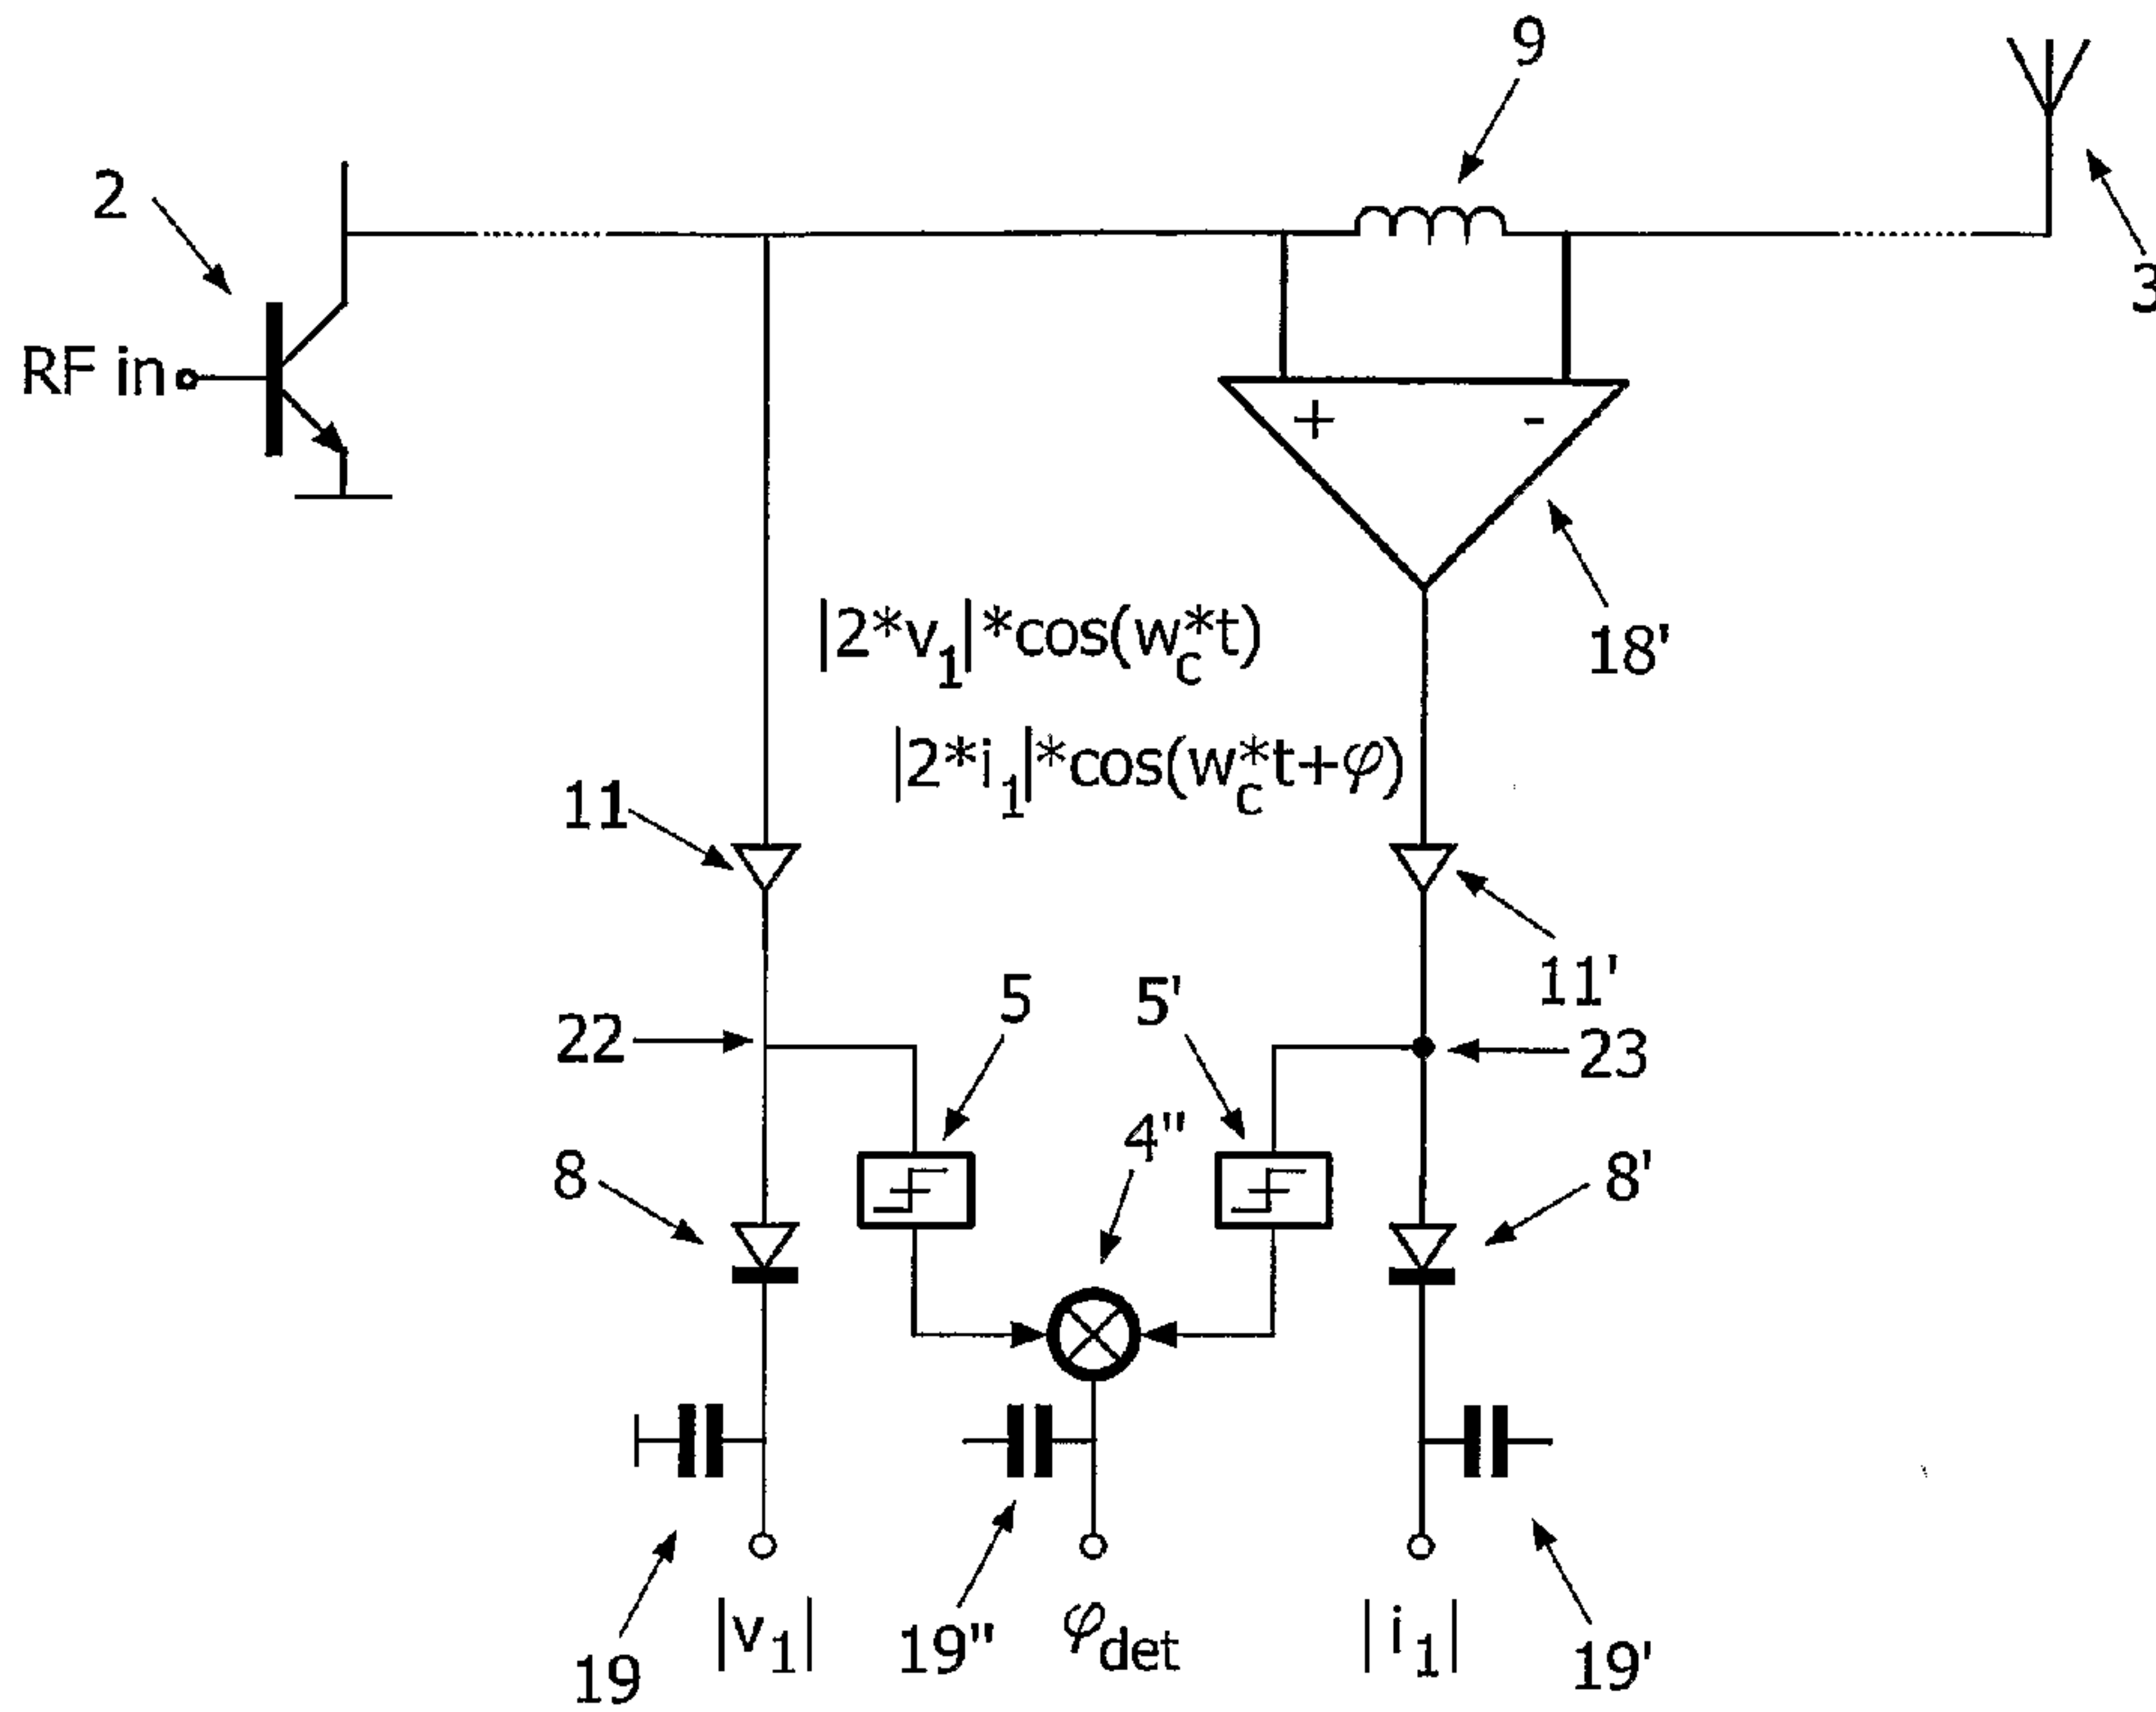 9
2
3
RF in
+ -
18'
|2*v1|*cos(wc*t)
|2*i1|*cos(wc*t+φ)
11
11'
5 5'
22
23
4"
8
8'
|v1|
φdet
|i1|
19
19"
19'